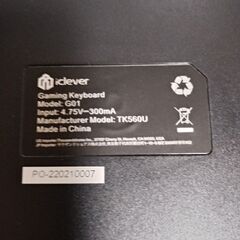 iclever
Gaming Keyboard
Model: G01
Input: 4.75V⎓300mA
Manufacturer Model: TK560U
Made in China
PO-220210007